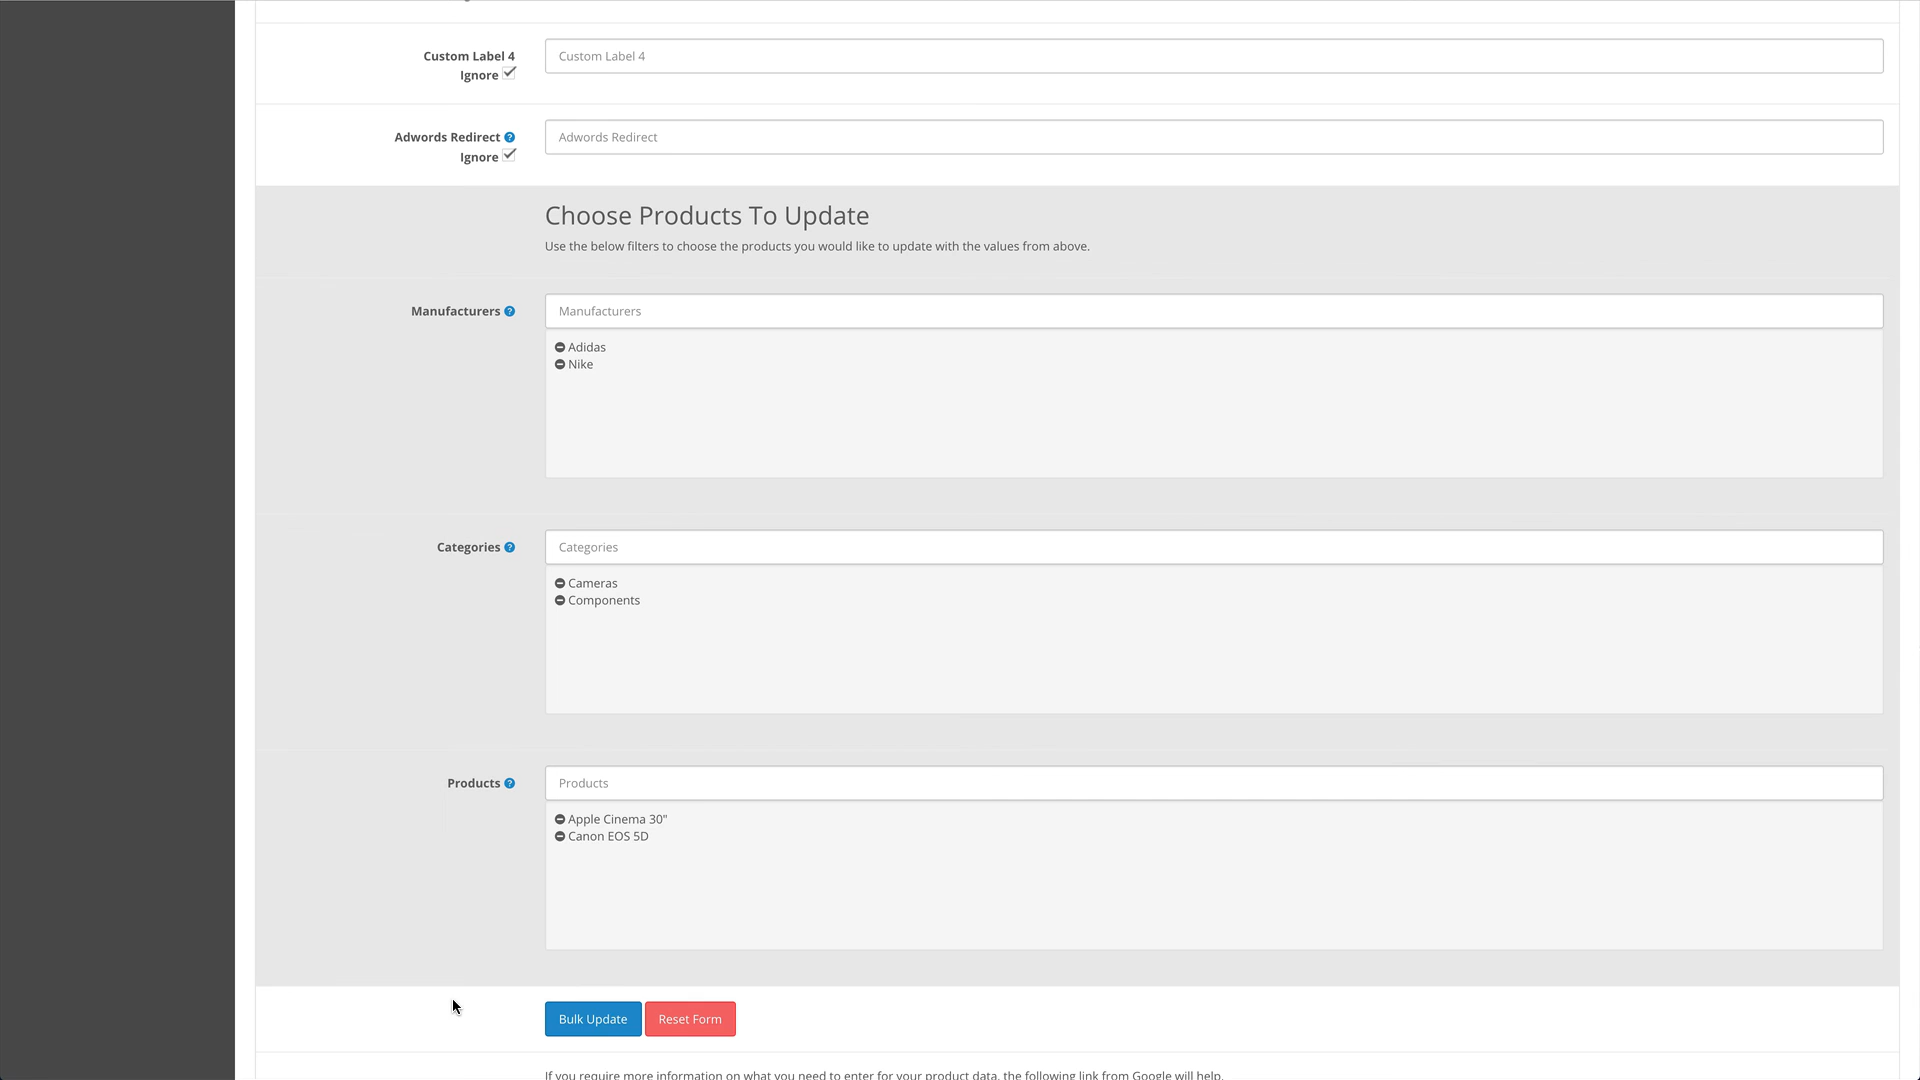 Custom Label 4
Custom Label 4
Ignore
Adwords Redirect
Adwords Redirect
Ignore
Choose Products To Update
Use the below filters to choose the products you would like to update with the values from above.
Manufacturers
Manufacturers
Adidas
Nike
Categories
Categories
Cameras
Components
Products
Products
Apple Cinema 30"
Canon EOS 5D
Bulk Update Reset Form
If you require more information on what you need to enter for your product data, the following link from Google will help.